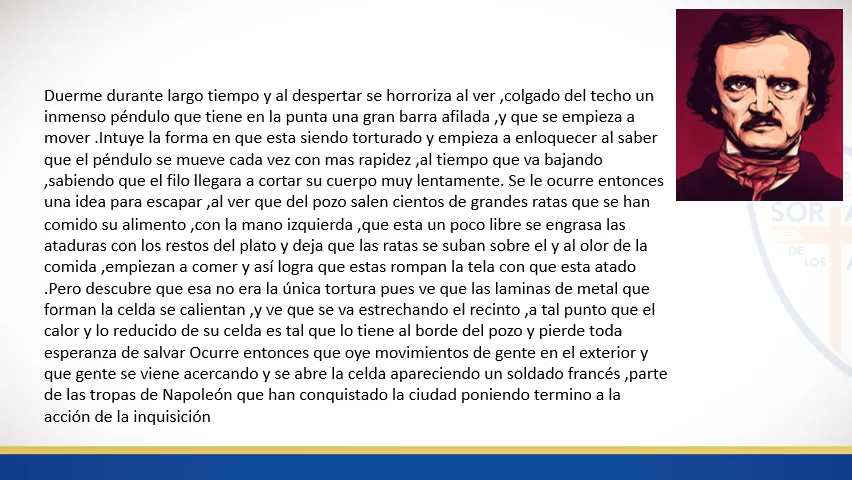 Duerme durante largo tiempo y al despertar se horroriza al ver ,colgado del techo un
inmenso péndulo que tiene en la punta una gran barra afilada ,y que se empieza a
mover .Intuye la forma en que esta siendo torturado y empieza a enloquecer al saber
que el péndulo se mueve cada vez con mas rapidez ,al tiempo que va bajando
,sabiendo que el filo llegara a cortar su cuerpo muy lentamente. Se le ocurre entonces
una idea para escapar ,al ver que del pozo salen cientos de grandes ratas que se han
comido su alimento ,con la mano izquierda ,que esta un poco libre se engrasa las
ataduras con los restos del plato y deja que las ratas se suban sobre el y al olor de la
comida ,empiezan a comer y así logra que estas rompan la tela con que esta atado
.Pero descubre que esa no era la única tortura pues ve que las laminas de metal que
forman la celda se calientan ,y ve que se va estrechando el recinto ,a tal punto que el
calor y lo reducido de su celda es tal que lo tiene al borde del pozo y pierde toda
esperanza de salvar Ocurre entonces que oye movimientos de gente en el exterior y
que gente se viene acercando y se abre la celda apareciendo un soldado francés ,parte
de las tropas de Napoleón que han conquistado la ciudad poniendo termino a la
acción de la inquisición
SOR
DE
LOS